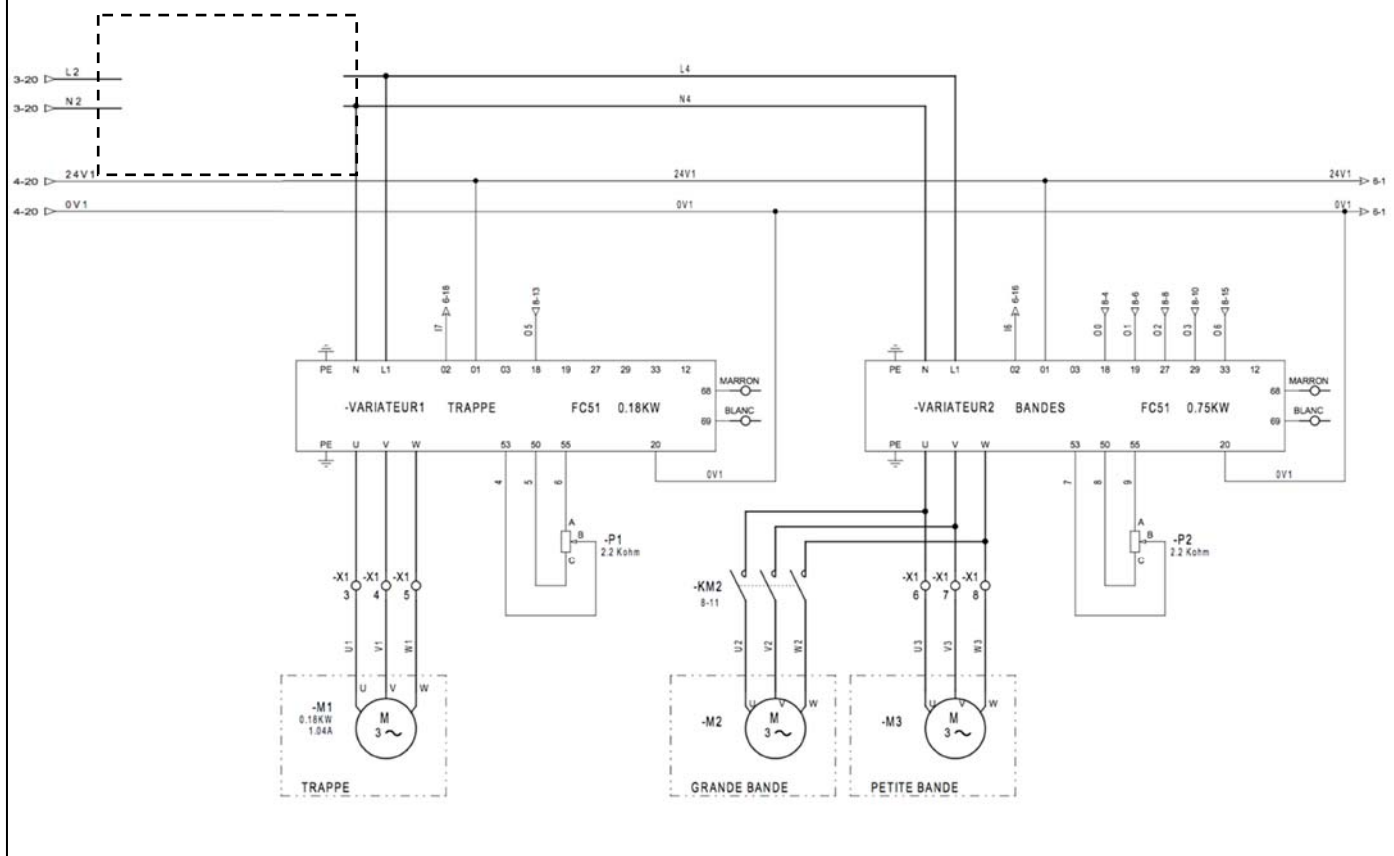 3-20 L2 L4
3-20 N2 N4
4-20 24V1 24V1 24V1 6-1
4-20 0V1 0V1 0V1 6-1
I7 6-18 O5 8-13 I6 6-16 O0 8-4 O1 8-6 O2 8-8 O3 8-10 O6 8-15
PE N L1 02 01 03 18 19 27 29 33 12
68 MARRON
-VARIATEUR1 TRAPPE FC51 0.18KW
69 BLANC
PE U V W 53 50 55 20
0V1
4 5 6
PE N L1 02 01 03 18 19 27 29 33 12
68 MARRON
-VARIATEUR2 BANDES FC51 0.75KW
69 BLANC
PE U V W 53 50 55 20
0V1
7 8 9
A
B
C
-P1
2.2 Kohm
A
B
C
-P2
2.2 Kohm
-X1 -X1 -X1
3 4 5
-KM2
8-11
-X1 -X1 -X1
6 7 8
U1 V1 W1
U2 V2 W2
U3 V3 W3
U V W
-M1
0.18KW
1.04A
M
3
TRAPPE
U V W
-M2
M
3
GRANDE BANDE
U V W
-M3
M
3
PETITE BANDE